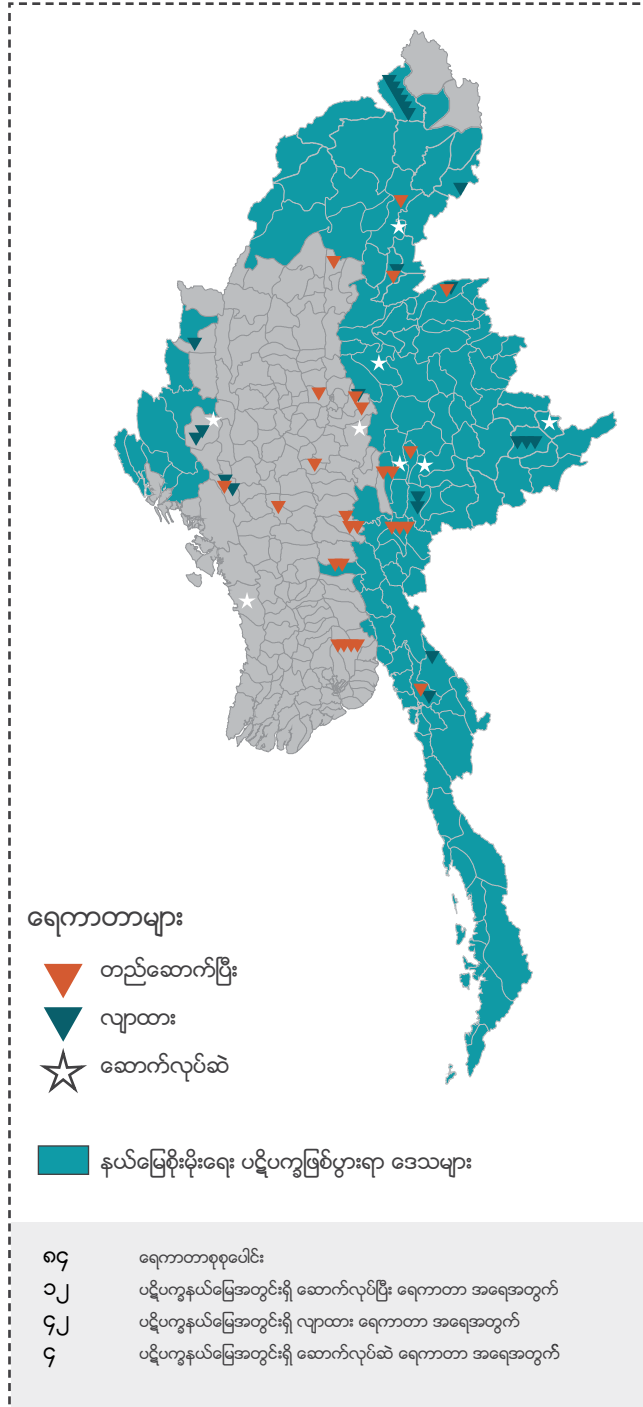 ရေကာတာများ
တည်ဆောက်ပြီး
လျာထား
ဆောက်လုပ်ဆဲ
နယ်မြေစိုးမိုးရေး ပဋိပက္ခဖြစ်ပွားရာ ဒေသများ
၈၄ ရေကာတာစုစုပေါင်း
၁၂ ပဋိပက္ခနယ်မြေအတွင်းရှိ ဆောက်လုပ်ပြီး ရေကာတာ အရေအတွက်
၄၂ ပဋိပက္ခနယ်မြေအတွင်းရှိ လျာထား ရေကာတာ အရေအတွက်
၄ ပဋိပက္ခနယ်မြေအတွင်းရှိ ဆောက်လုပ်ဆဲ ရေကာတာ အရေအတွက်